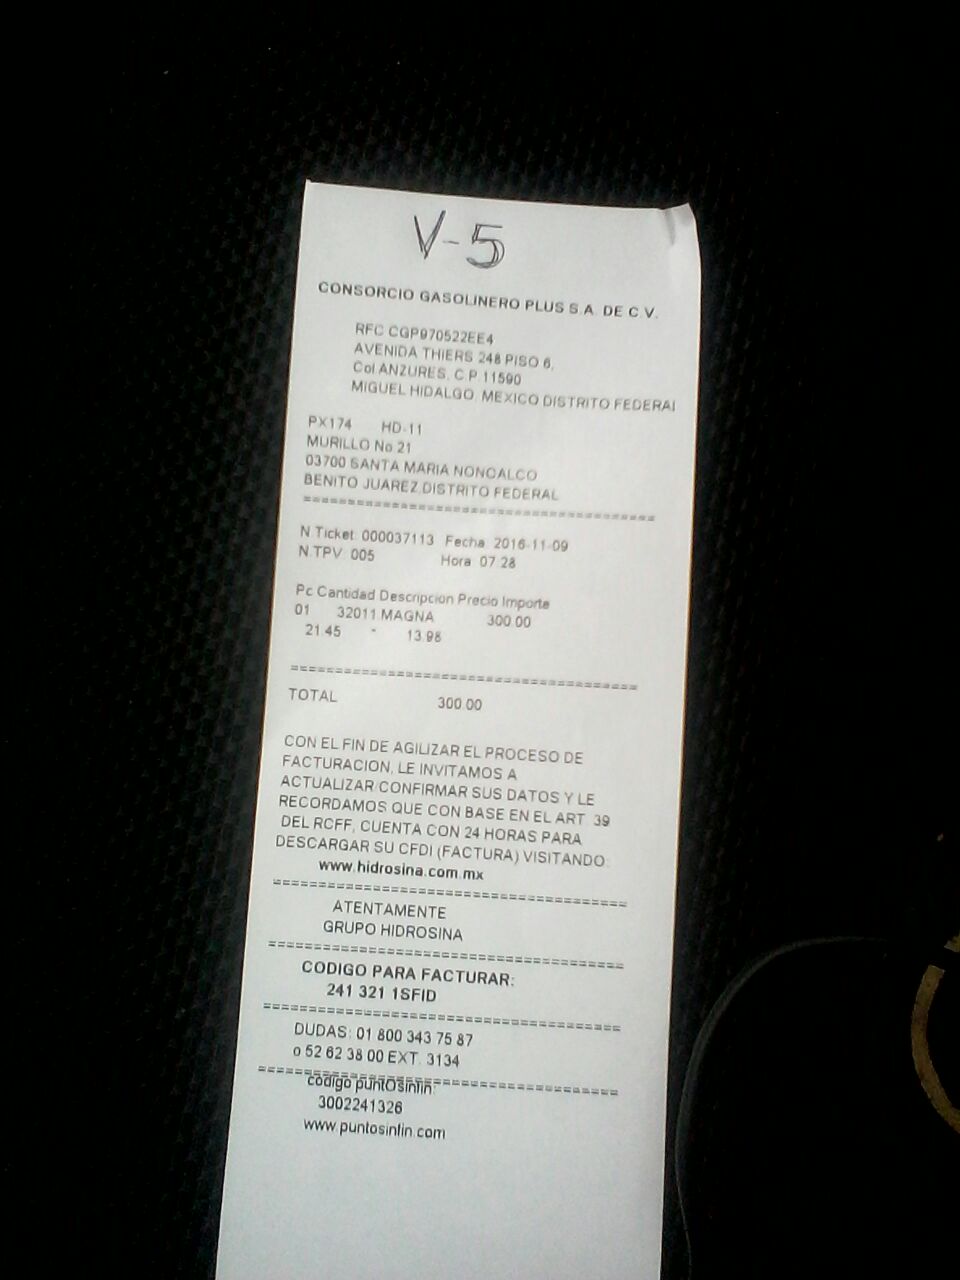 V-5
CONSORCIO GASOLINERO PLUS S.A. DE C.V.
RFC CGP970522EE4
AVENIDA THIERS 248 PISO 6,
Col ANZURES, C.P 11590
MIGUEL HIDALGO, MEXICO DISTRITO FEDERAL
PX174 HD-11
MURILLO No 21
03700 SANTA MARIA NONOALCO
BENITO JUAREZ,DISTRITO FEDERAL
========================================
N.Ticket: 000037113 Fecha: 2016-11-09
N.TPV: 005 Hora: 07:28
Pc Cantidad Descripcion Precio Importe
01 32011 MAGNA 300.00
21.45 * 13.98
========================================
TOTAL 300.00
CON EL FIN DE AGILIZAR EL PROCESO DE
FACTURACION, LE INVITAMOS A
ACTUALIZAR/CONFIRMAR SUS DATOS Y LE
RECORDAMOS QUE CON BASE EN EL ART. 39
DEL RCFF, CUENTA CON 24 HORAS PARA
DESCARGAR SU CFDI (FACTURA) VISITANDO:
www.hidrosina.com.mx
========================================
ATENTAMENTE
GRUPO HIDROSINA
========================================
CODIGO PARA FACTURAR:
241 321 1SFID
========================================
DUDAS: 01 800 343 75 87
o 52 62 38 00 EXT. 3134
========================================
codigo puntOsinfin:
3002241326
www.puntosinfin.com